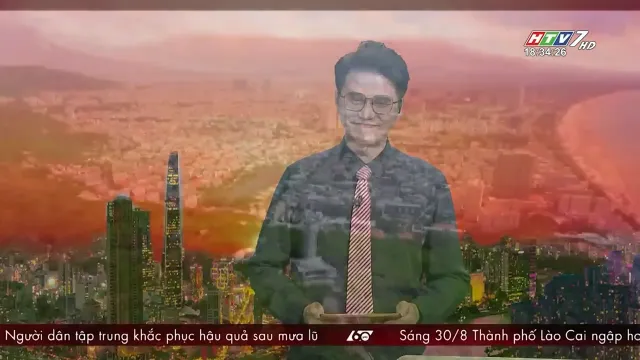 HTV7 HD
18:34:26
Người dân tập trung khắc phục hậu quả sau mưa lũ 60 Sáng 30/8 Thành phố Lào Cai ngập